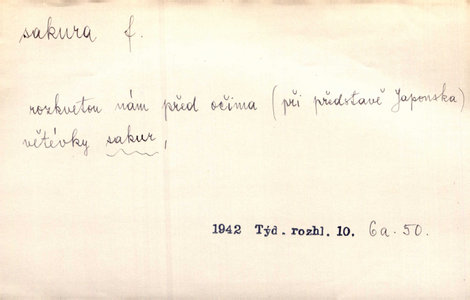 sakura f.
rozkvetou nám před očima (při představě Japonska)
větévky sakur,
1942 Týd. rozhl. 10. 6a. 50.